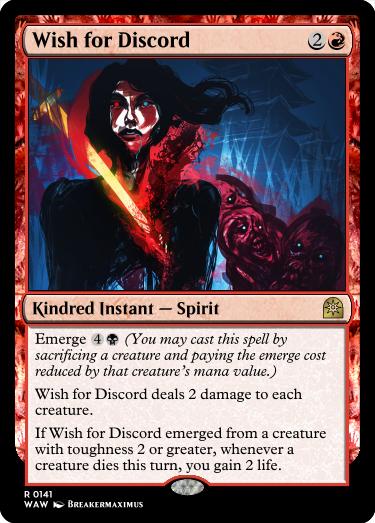 Wish for Discord 2
Kindred Instant — Spirit
Emerge 4 (You may cast this spell by
sacrificing a creature and paying the emerge cost
reduced by that creature's mana value.)
Wish for Discord deals 2 damage to each
creature.
If Wish for Discord emerged from a creature
with toughness 2 or greater, whenever a
creature dies this turn, you gain 2 life.
R 0141
WAW BREAKERMAXIMUS